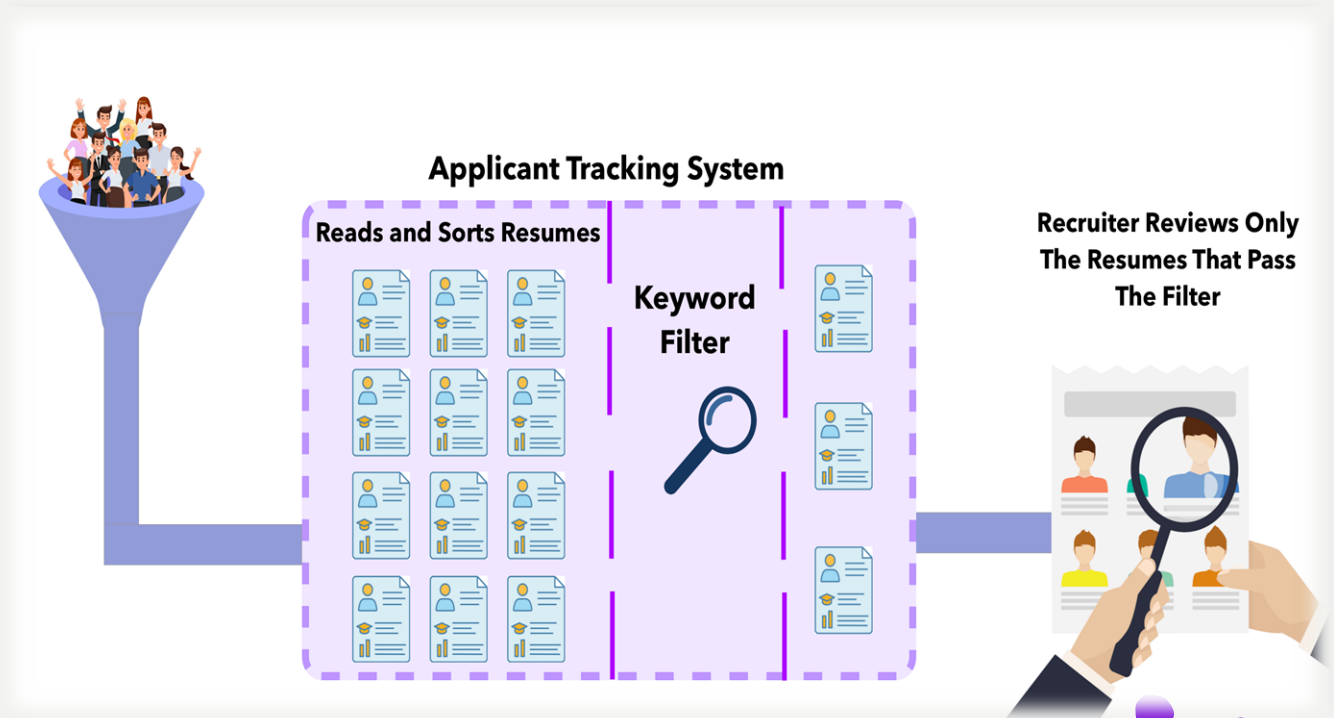 Applicant Tracking System
Reads and Sorts Resumes
Keyword
Filter
Recruiter Reviews Only
The Resumes That Pass
The Filter